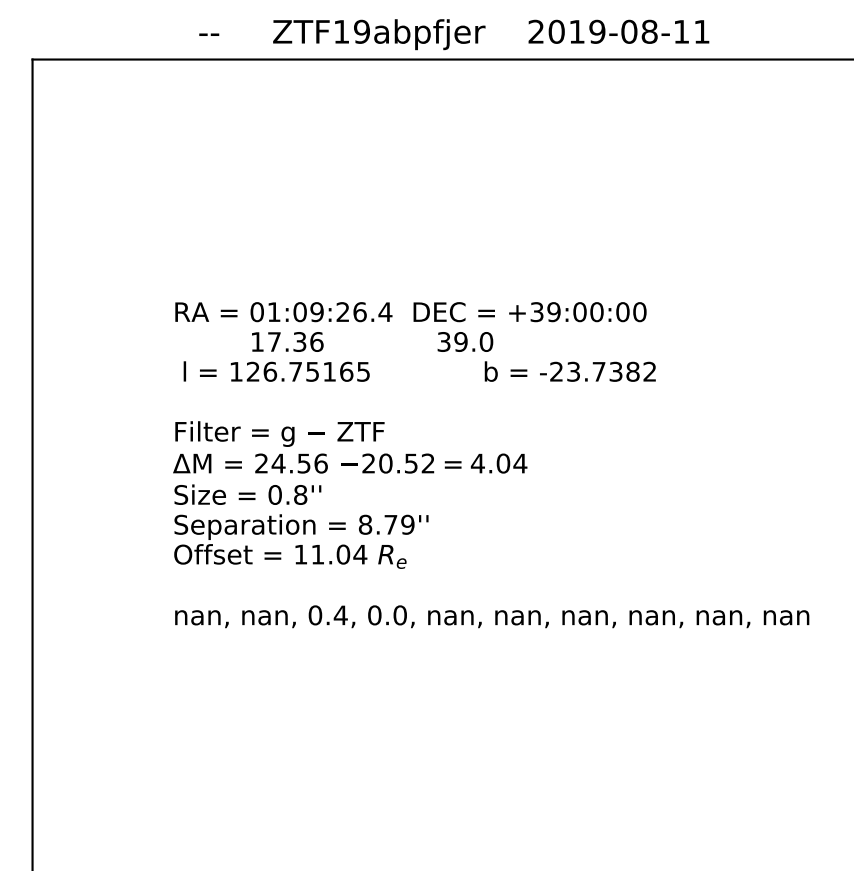 -- ZTF19abpfjer 2019-08-11
RA = 01:09:26.4 DEC = +39:00:00
17.36 39.0
l = 126.75165 b = -23.7382
Filter = g − ZTF
ΔM = 24.56 −20.52 = 4.04
Size = 0.8''
Separation = 8.79''
Offset = 11.04 Re
nan, nan, 0.4, 0.0, nan, nan, nan, nan, nan, nan